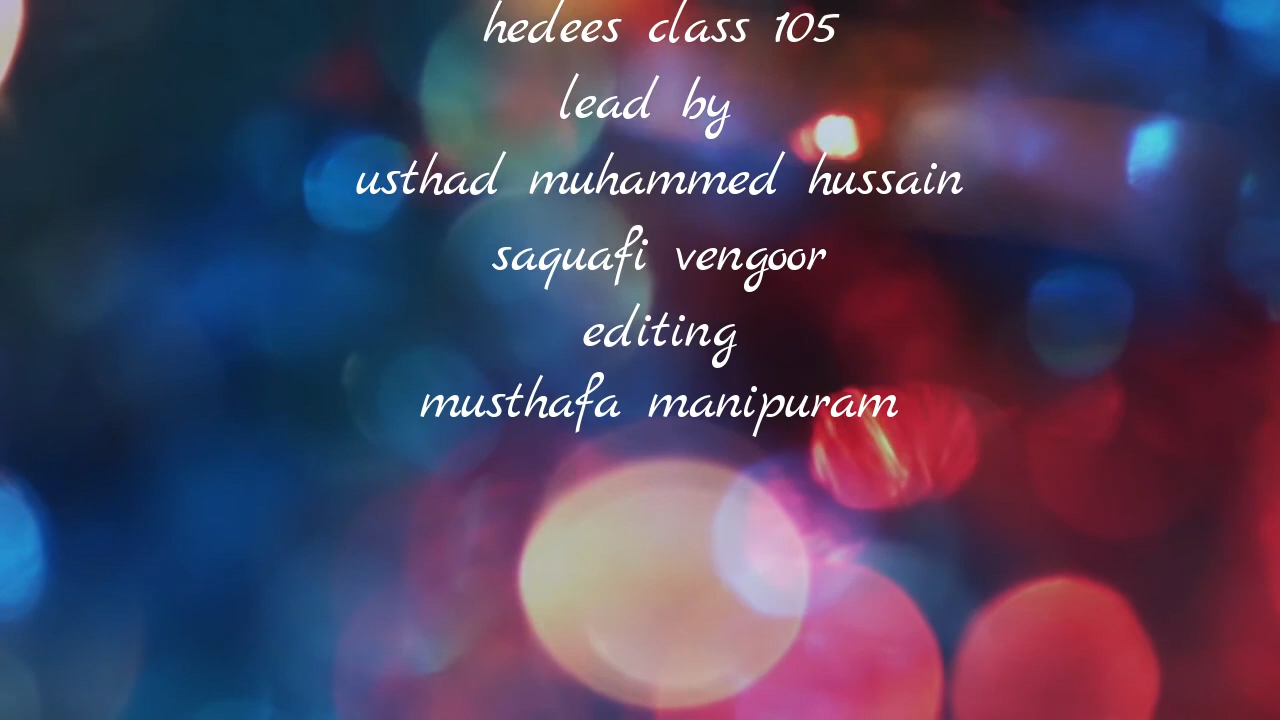 hedees class 105
lead by
usthad muhammed hussain
saquafi vengoor
editing
musthafa manipuram